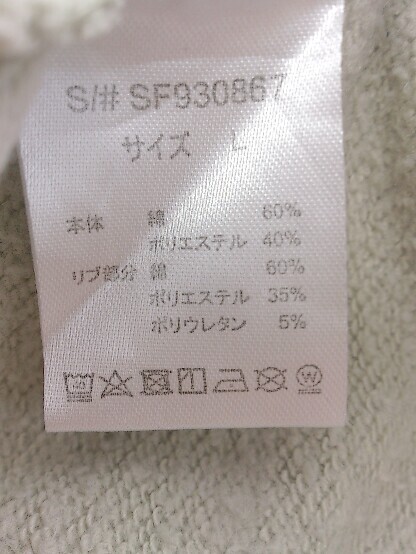 S/# SF930867
サイズ L
本体 綿 60%
ポリエステル 40%
リブ部分 綿 60%
ポリエステル 35%
ポリウレタン 5%
W